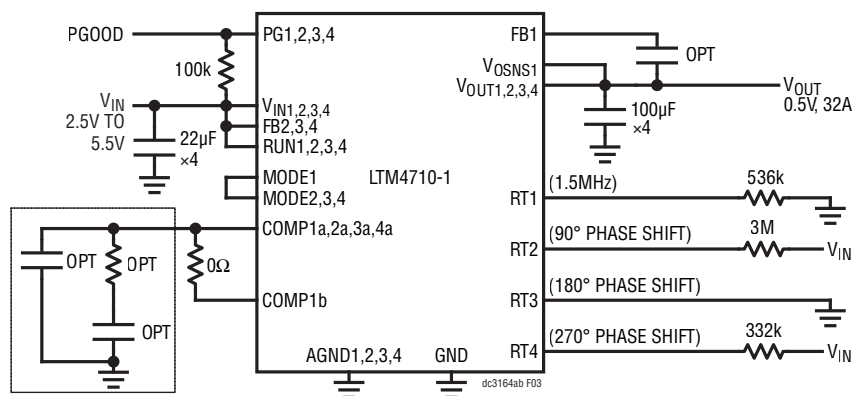 PGOOD
PG1,2,3,4
FB1
OPT
100k
VOSNS1
VOUT1,2,3,4
VOUT
0.5V, 32A
VIN
2.5V TO
5.5V
VIN1,2,3,4
FB2,3,4
RUN1,2,3,4
22µF
×4
100µF
×4
MODE1
MODE2,3,4
LTM4710-1
RT1
(1.5MHz)
536k
COMP1a,2a,3a,4a
RT2
(90° PHASE SHIFT)
3M
VIN
OPT
OPT
0Ω
COMP1b
RT3
(180° PHASE SHIFT)
OPT
AGND1,2,3,4
GND
RT4
(270° PHASE SHIFT)
332k
VIN
dc3164ab F03